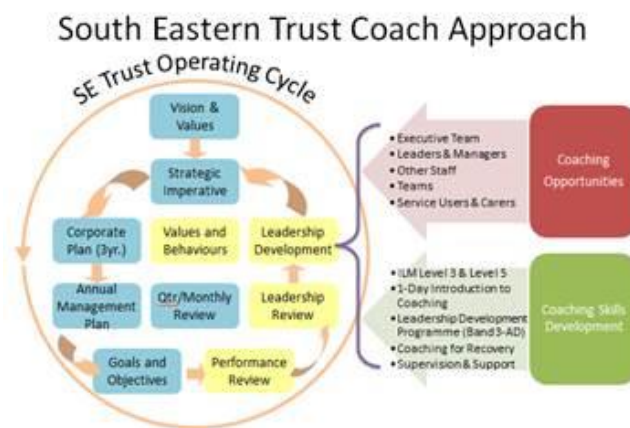 South Eastern Trust Coach Approach
SE Trust Operating Cycle
Vision &
Values
Strategic
Imperative
Corporate
Plan (3yr.)
Values and
Behaviours
Leadership
Development
Annual
Management
Plan
Qtr/Monthly
Review
Leadership
Review
Goals and
Objectives
Performance
Review
• Executive Team
• Leaders & Managers
• Other Staff
• Teams
• Service Users & Carers
Coaching
Opportunities
• ILM Level 3 & Level 5
• 1-Day Introduction to
Coaching
• Leadership Development
Programme (Band 3-AD)
• Coaching for Recovery
• Supervision & Support
Coaching Skills
Development